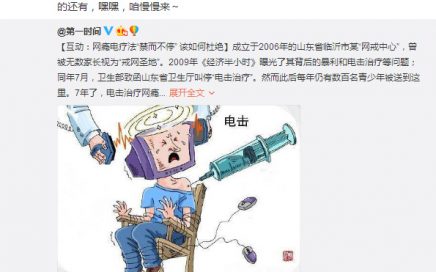 的还有，嘿嘿，咱慢慢来~
@第一时间
【互动：网瘾电疗法“禁而不停” 该如何杜绝】成立于2006年的山东省临沂市某“网戒中心”，曾
被无数家长视为“戒网圣地”。2009年《经济半小时》曝光了其背后的暴利和电击治疗等问题；
同年7月，卫生部致函山东省卫生厅叫停“电击治疗”。然而此后每年仍有数百名青少年被送到这
里。7年了，电击治疗网瘾... 展开全文
电击